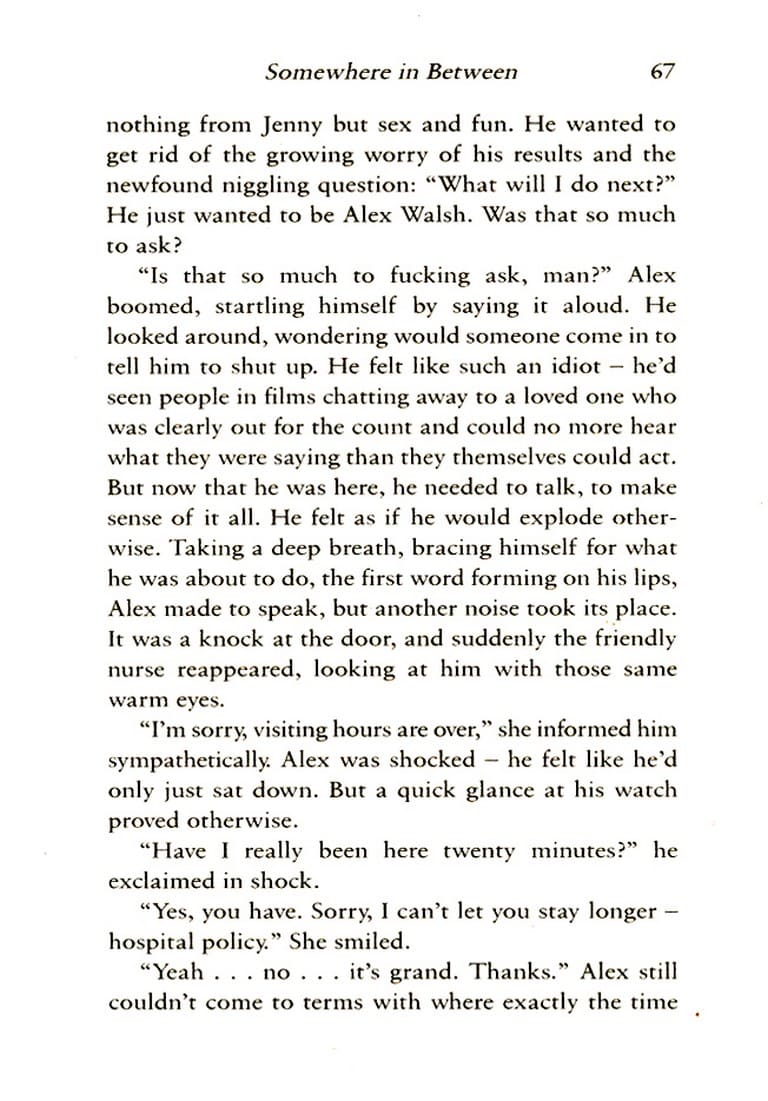 Somewhere in Between 67
nothing from Jenny but sex and fun. He wanted to
get rid of the growing worry of his results and the
newfound niggling question: “What will I do next?”
He just wanted to be Alex Walsh. Was that so much
to ask?
“Is that so much to fucking ask, man?” Alex
boomed, startling himself by saying it aloud. He
looked around, wondering would someone come in to
tell him to shut up. He felt like such an idiot – he’d
seen people in films chatting away to a loved one who
was clearly out for the count and could no more hear
what they were saying than they themselves could act.
But now that he was here, he needed to talk, to make
sense of it all. He felt as if he would explode other-
wise. Taking a deep breath, bracing himself for what
he was about to do, the first word forming on his lips,
Alex made to speak, but another noise took its place.
It was a knock at the door, and suddenly the friendly
nurse reappeared, looking at him with those same
warm eyes.
“I’m sorry, visiting hours are over,” she informed him
sympathetically. Alex was shocked – he felt like he’d
only just sat down. But a quick glance at his watch
proved otherwise.
“Have I really been here twenty minutes?” he
exclaimed in shock.
“Yes, you have. Sorry, I can’t let you stay longer –
hospital policy.” She smiled.
“Yeah . . . no . . . it’s grand. Thanks.” Alex still
couldn’t come to terms with where exactly the time